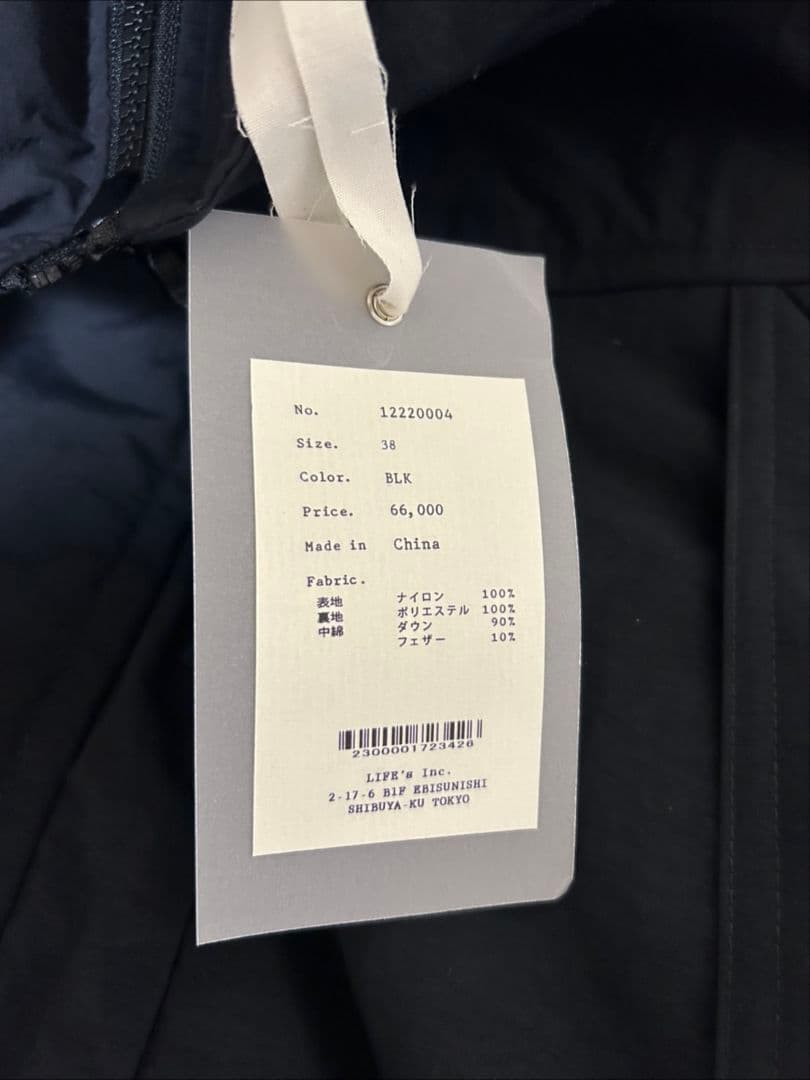 No. 12220004
Size. 38
Color. BLK
Price. 66,000
Made in China
Fabric.
表地 ナイロン 100%
裏地 ポリエステル 100%
中綿 ダウン 90%
フェザー 10%
2300001723426
LIFE's Inc.
2-17-6 B1F EBISUNISHI
SHIBUYA-KU TOKYO